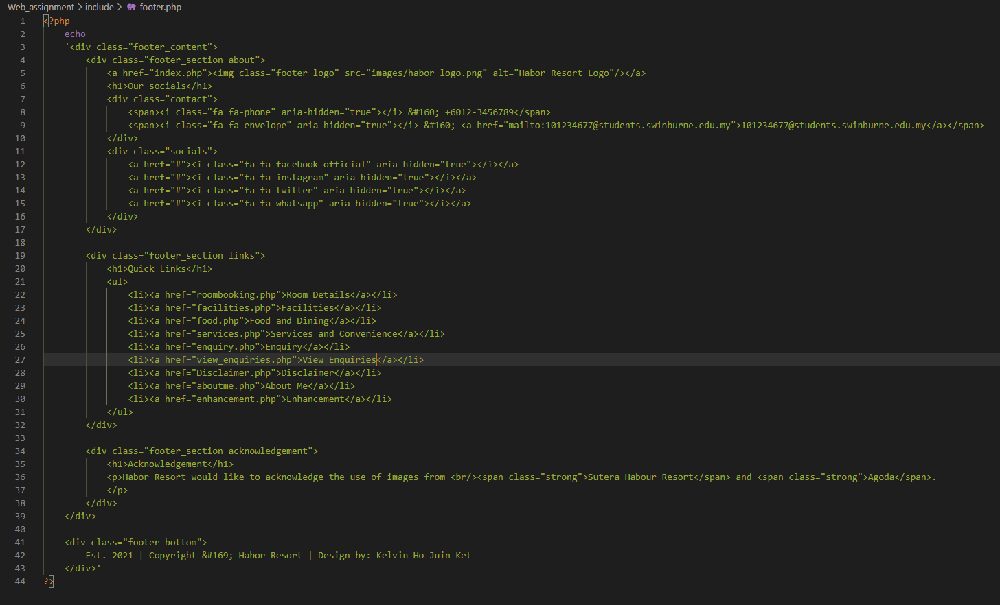 Web_assignment > include > footer.php
1 <?php
2     echo
3     '<div class="footer_content">
4         <div class="footer_section about">
5             <a href="index.php"><img class="footer_logo" src="images/habor_logo.png" alt="Habor Resort Logo"/></a>
6             <h1>Our socials</h1>
7             <div class="contact">
8                 <span><i class="fa fa-phone" aria-hidden="true"></i> &#160; +6012-3456789</span>
9                 <span><i class="fa fa-envelope" aria-hidden="true"></i> &#160; <a href="mailto:101234677@students.swinburne.edu.my">101234677@students.swinburne.edu.my</a></span>
10             </div>
11             <div class="socials">
12                 <a href="#"><i class="fa fa-facebook-official" aria-hidden="true"></i></a>
13                 <a href="#"><i class="fa fa-instagram" aria-hidden="true"></i></a>
14                 <a href="#"><i class="fa fa-twitter" aria-hidden="true"></i></a>
15                 <a href="#"><i class="fa fa-whatsapp" aria-hidden="true"></i></a>
16             </div>
17         </div>
18
19         <div class="footer_section links">
20             <h1>Quick Links</h1>
21             <ul>
22                 <li><a href="roombooking.php">Room Details</a></li>
23                 <li><a href="facilities.php">Facilities</a></li>
24                 <li><a href="food.php">Food and Dining</a></li>
25                 <li><a href="services.php">Services and Convenience</a></li>
26                 <li><a href="enquiry.php">Enquiry</a></li>
27                 <li><a href="view_enquiries.php">View Enquiries</a></li>
28                 <li><a href="Disclaimer.php">Disclaimer</a></li>
29                 <li><a href="aboutme.php">About Me</a></li>
30                 <li><a href="enhancement.php">Enhancement</a></li>
31             </ul>
32         </div>
33
34         <div class="footer_section acknowledgement">
35             <h1>Acknowledgement</h1>
36             <p>Habor Resort would like to acknowledge the use of images from <br/><span class="strong">Sutera Habour Resort</span> and <span class="strong">Agoda</span>.
37             </p>
38         </div>
39     </div>
40
41     <div class="footer_bottom">
42         Est. 2021 | Copyright &#169; Habor Resort | Design by: Kelvin Ho Juin Ket
43     </div>'
44 ?>